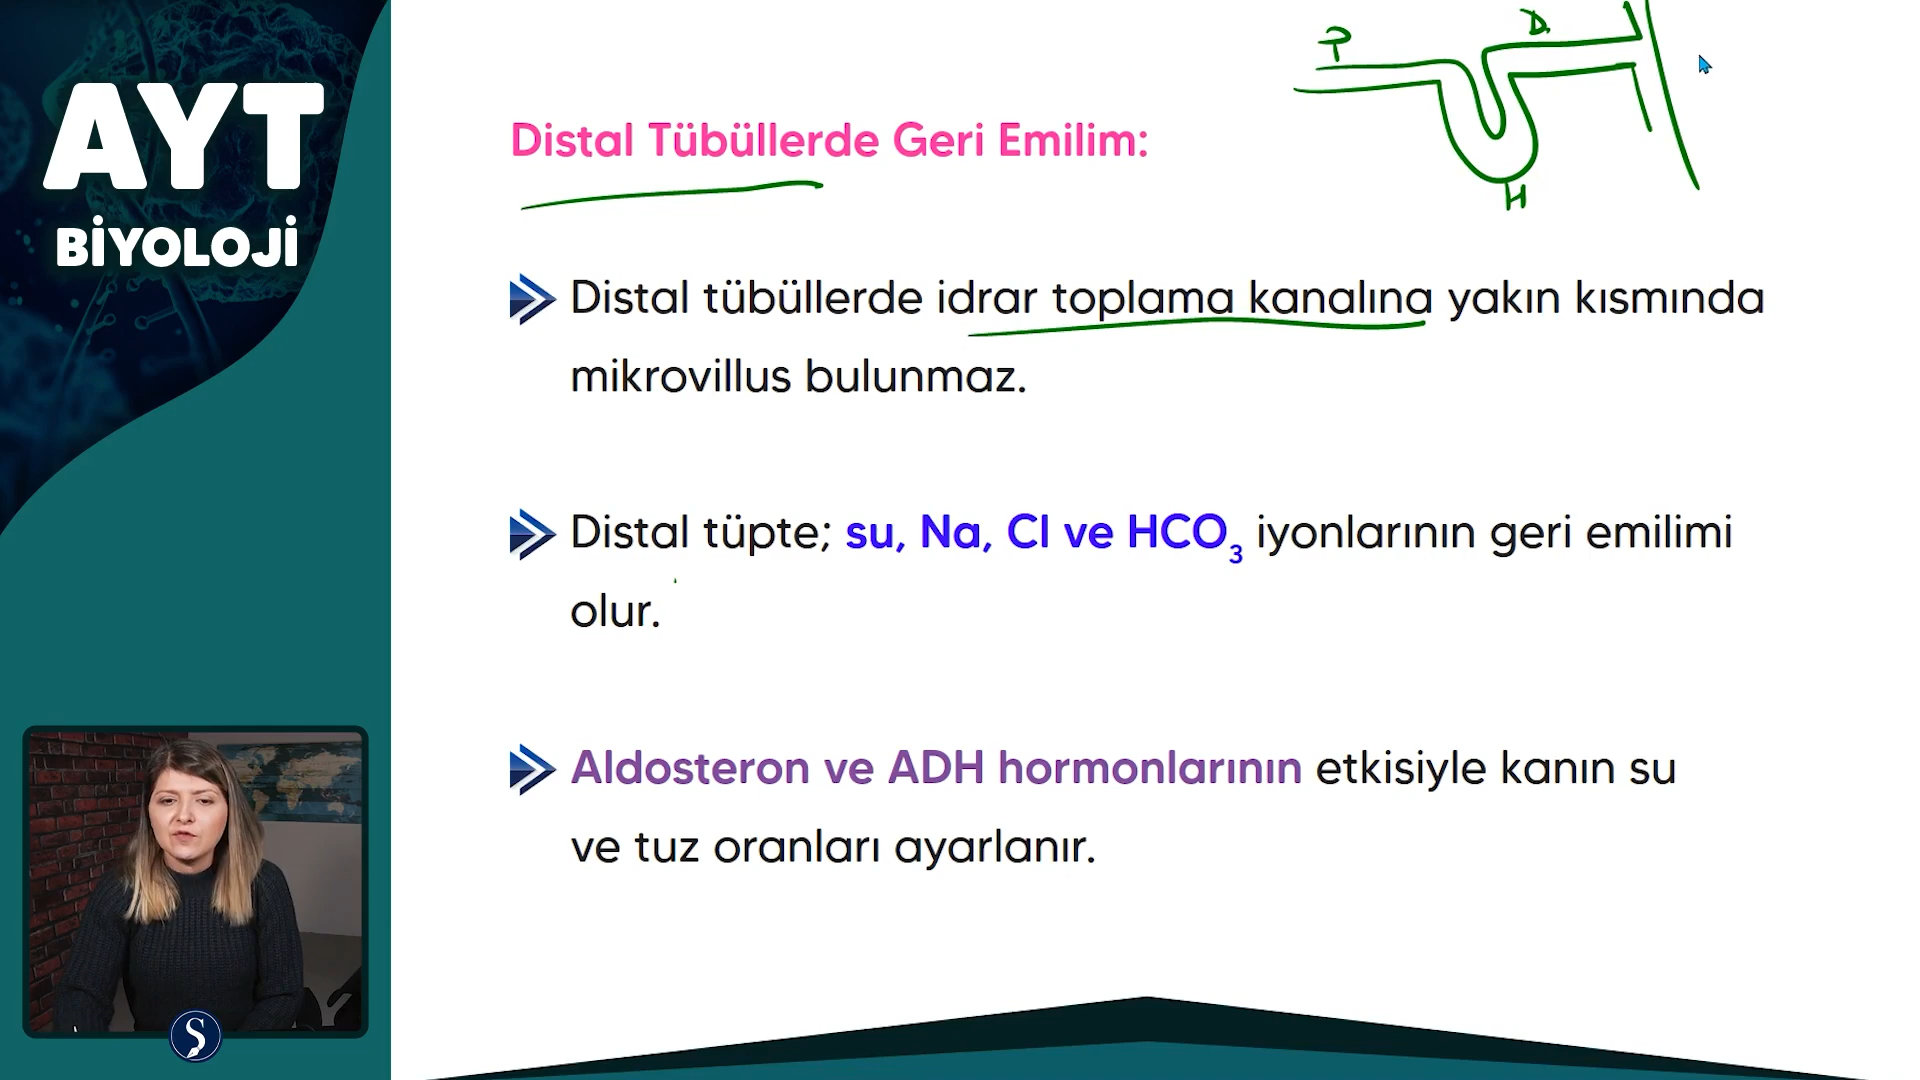 AYT
BİYOLOJİ
P
D
H
Distal Tübüllerde Geri Emilim:
Distal tübüllerde idrar toplama kanalına yakın kısmında
mikrovillus bulunmaz.
Distal tüpte; su, Na, Cl ve HCO₃ iyonlarının geri emilimi
olur.
Aldosteron ve ADH hormonlarının etkisiyle kanın su
ve tuz oranları ayarlanır.
S